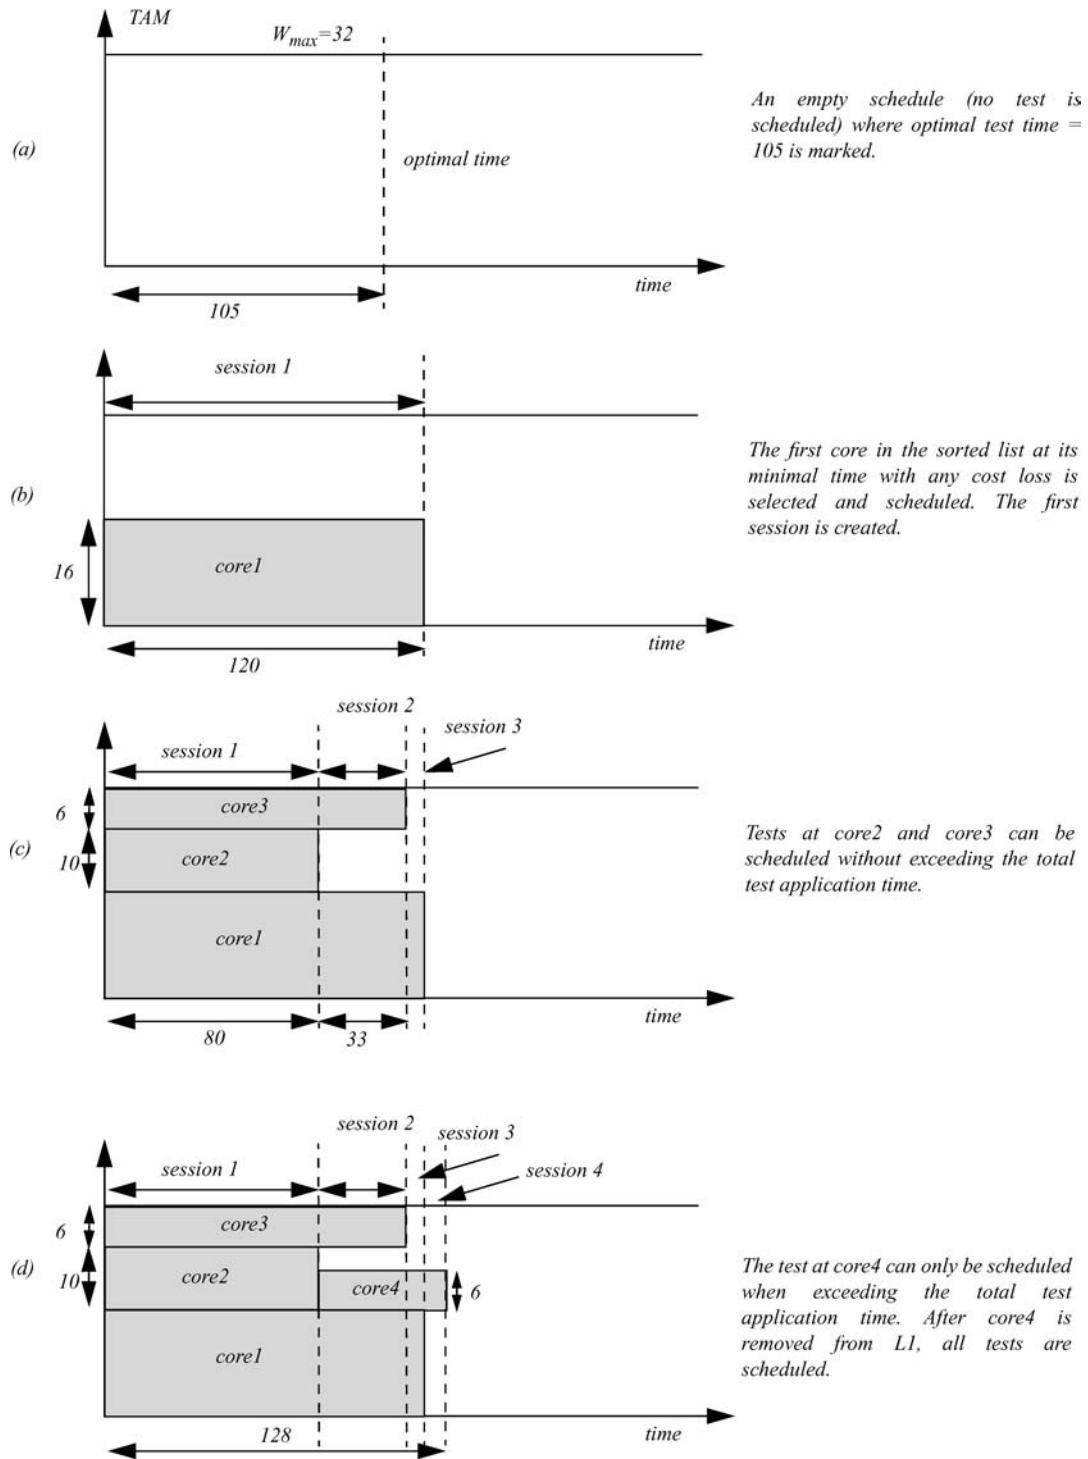 TAM
Wmax=32
(a)
optimal time
time
105
An empty schedule (no test is
scheduled) where optimal test time =
105 is marked.
session 1
(b)
16
core1
time
120
The first core in the sorted list at its
minimal time with any cost loss is
selected and scheduled. The first
session is created.
session 2
session 3
session 1
6
core3
(c)
10
core2
core1
time
80
33
Tests at core2 and core3 can be
scheduled without exceeding the total
test application time.
session 2
session 3
session 1
session 4
6
core3
(d)
10
core2
core4
6
core1
time
128
The test at core4 can only be scheduled
when exceeding the total test
application time. After core4 is
removed from L1, all tests are
scheduled.